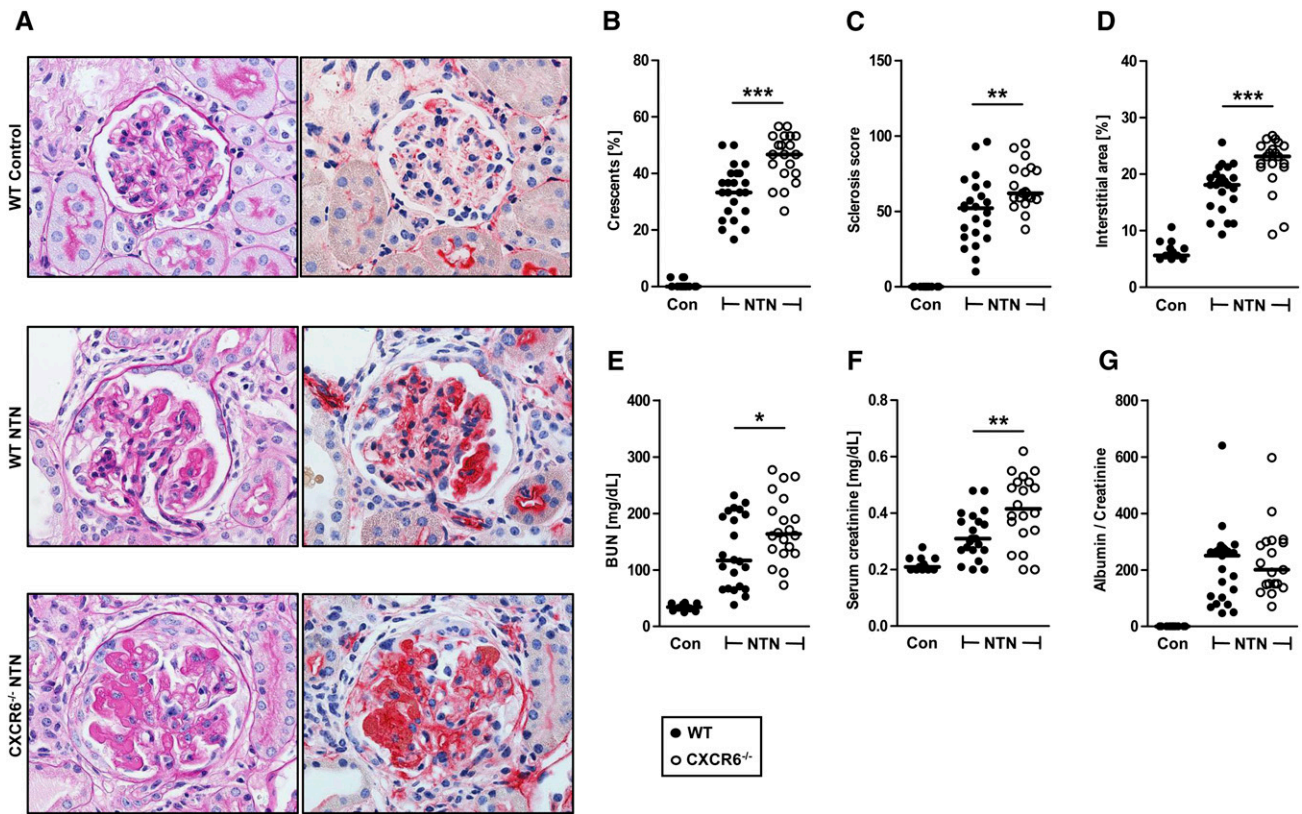 A
WT Control
WT NTN
CXCR6-/- NTN
B
Crescents [%]
80
60
40
20
0
***
Con
NTN
C
Sclerosis score
150
100
50
0
**
Con
NTN
D
Interstitial area [%]
40
30
20
10
0
***
Con
NTN
E
BUN [mg/dL]
400
300
200
100
0
*
Con
NTN
F
Serum creatinine [mg/dL]
0.8
0.6
0.4
0.2
0.0
**
Con
NTN
G
Albumin / Creatinine
800
600
400
200
0
Con
NTN
WT
CXCR6-/-